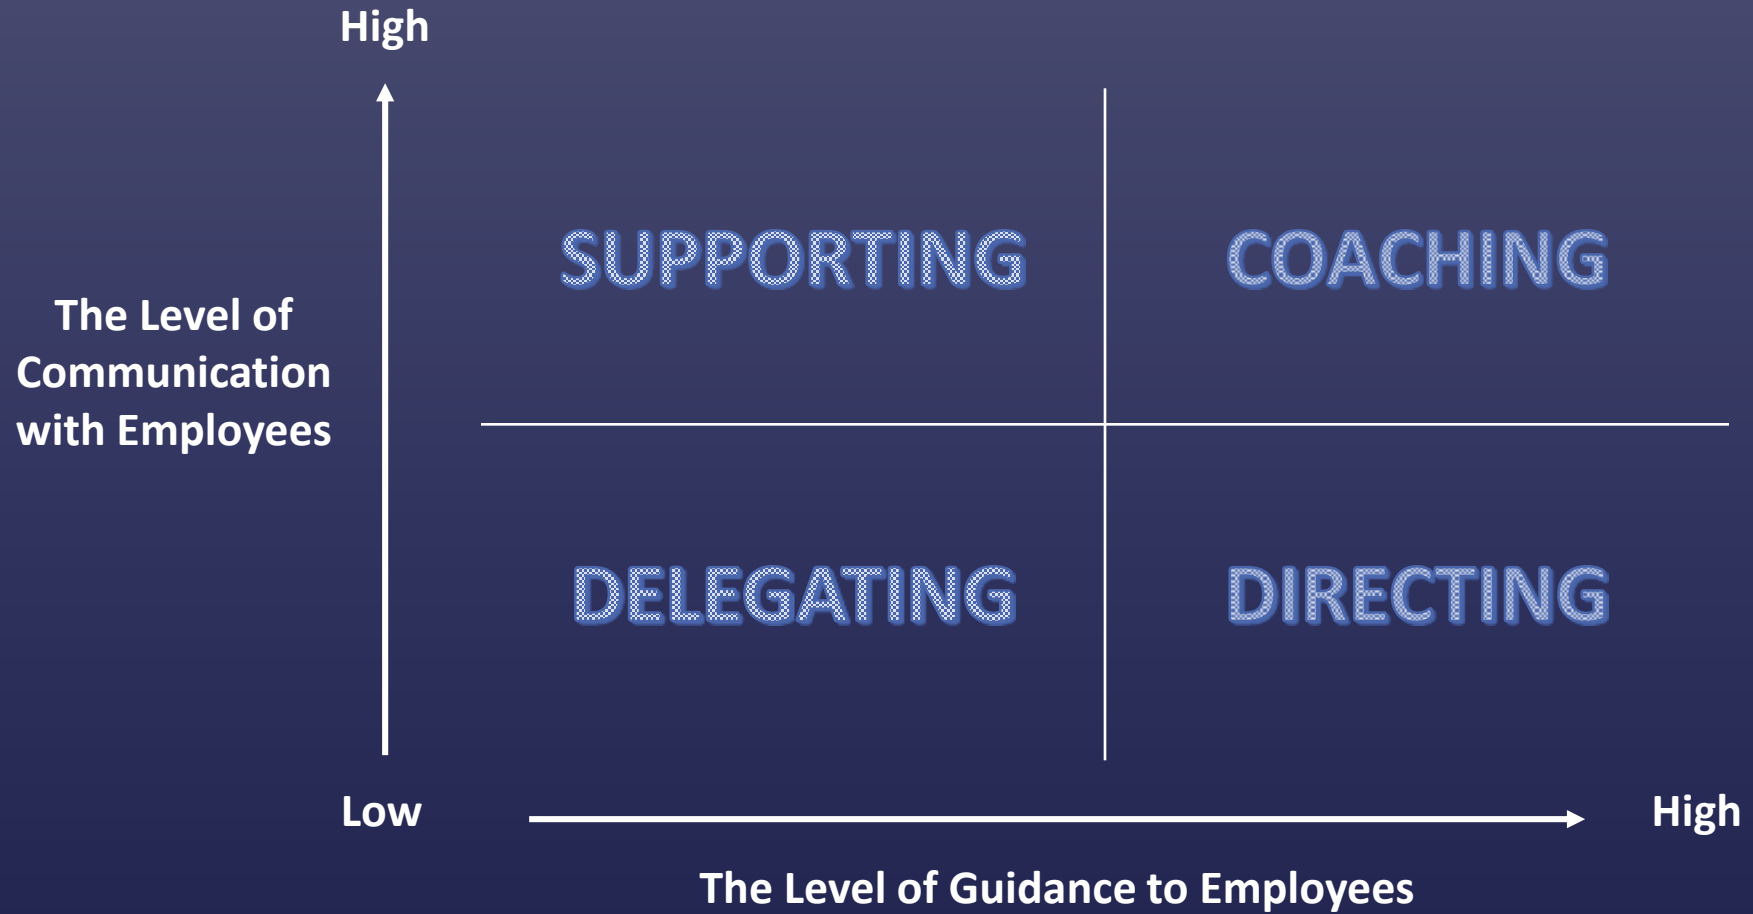 High
SUPPORTING
COACHING
The Level of
Communication
with Employees
DELEGATING
DIRECTING
Low
High
The Level of Guidance to Employees